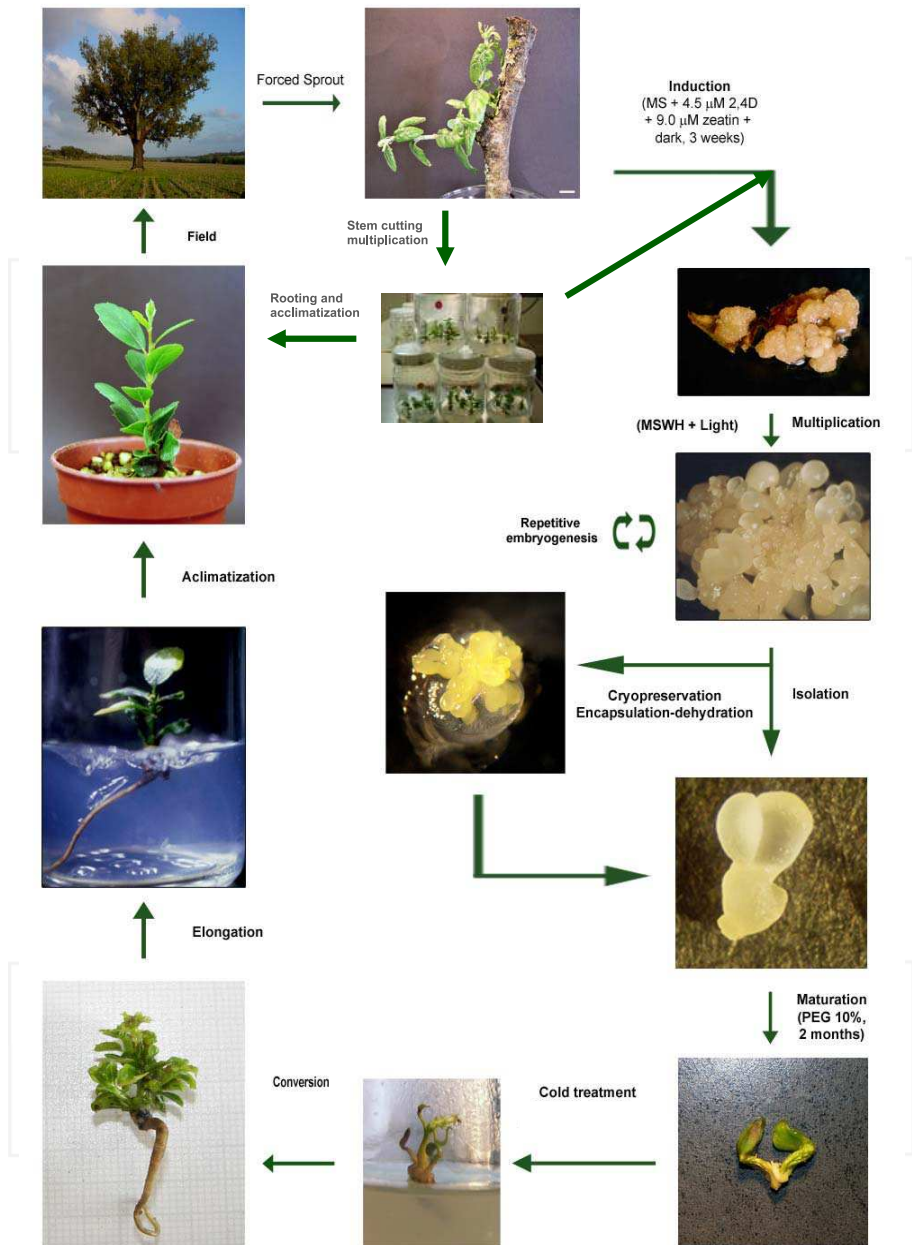 Forced Sprout
Induction
(MS + 4.5 μM 2,4D
+ 9.0 μM zeatin +
dark, 3 weeks)
Stem cutting
multiplication
Field
Rooting and
acclimatization
(MSWH + Light)
Multiplication
Repetitive
embryogenesis
Aclimatization
Cryopreservation
Encapsulation-dehydration
Isolation
Elongation
Maturation
(PEG 10%,
2 months)
Conversion
Cold treatment